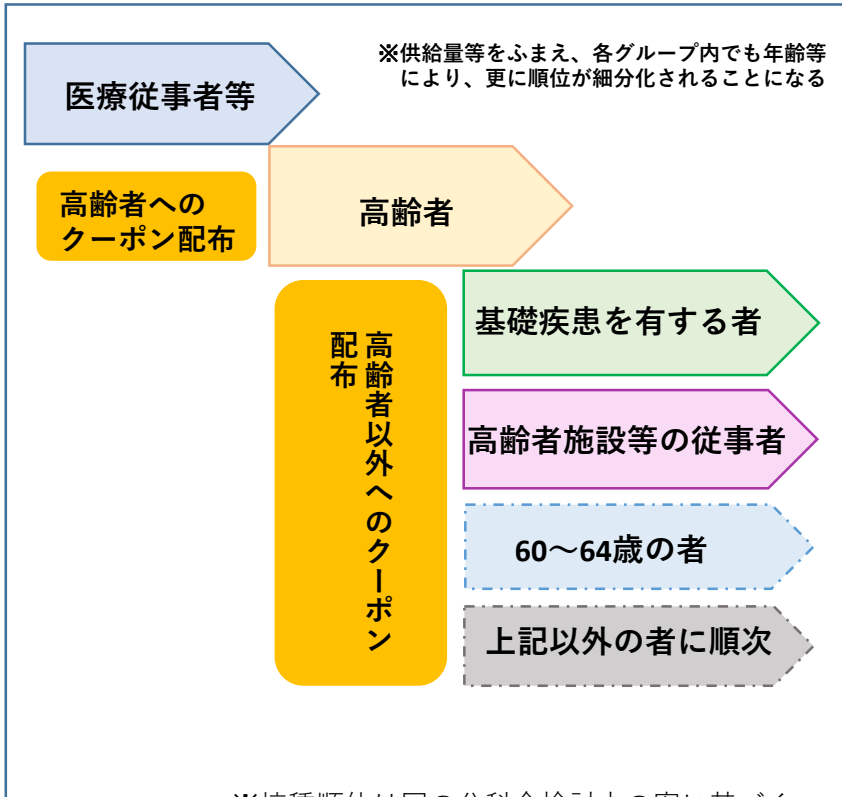 医療従事者等
※供給量等をふまえ、各グループ内でも年齢等
により、更に順位が細分化されることになる
高齢者への
クーポン配布
高齢者
高齢者以外へのクーポン
配布
基礎疾患を有する者
高齢者施設等の従事者
60～64歳の者
上記以外の者に順次